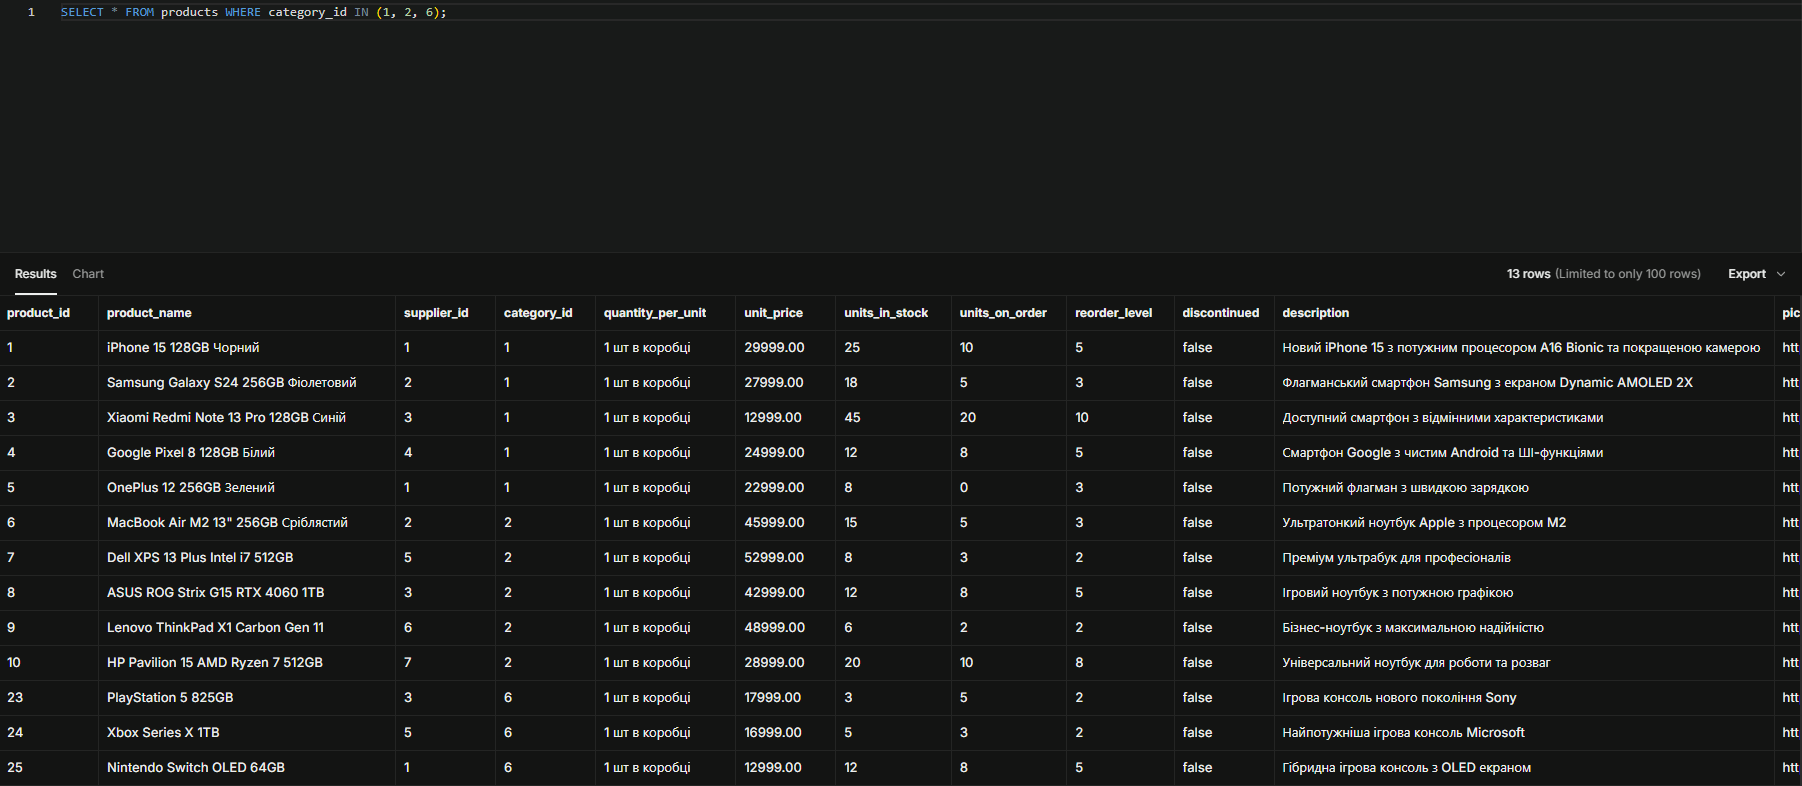 1 SELECT * FROM products WHERE category_id IN (1, 2, 6);
Results Chart 13 rows (Limited to only 100 rows) Export
product_id product_name supplier_id category_id quantity_per_unit unit_price units_in_stock units_on_order reorder_level discontinued description pic
1 iPhone 15 128GB Чорний 1 1 1 шт в коробці 29999.00 25 10 5 false Новий iPhone 15 з потужним процесором A16 Bionic та покращеною камерою htt
2 Samsung Galaxy S24 256GB Фіолетовий 2 1 1 шт в коробці 27999.00 18 5 3 false Флагманський смартфон Samsung з екраном Dynamic AMOLED 2X htt
3 Xiaomi Redmi Note 13 Pro 128GB Синій 3 1 1 шт в коробці 12999.00 45 20 10 false Доступний смартфон з відмінними характеристиками htt
4 Google Pixel 8 128GB Білий 4 1 1 шт в коробці 24999.00 12 8 5 false Смартфон Google з чистим Android та ШІ-функціями htt
5 OnePlus 12 256GB Зелений 1 1 1 шт в коробці 22999.00 8 0 3 false Потужний флагман з швидкою зарядкою htt
6 MacBook Air M2 13" 256GB Сріблястий 2 2 1 шт в коробці 45999.00 15 5 3 false Ультратонкий ноутбук Apple з процесором M2 htt
7 Dell XPS 13 Plus Intel i7 512GB 5 2 1 шт в коробці 52999.00 8 3 2 false Преміум ультрабук для професіоналів htt
8 ASUS ROG Strix G15 RTX 4060 1TB 3 2 1 шт в коробці 42999.00 12 8 5 false Ігровий ноутбук з потужною графікою htt
9 Lenovo ThinkPad X1 Carbon Gen 11 6 2 1 шт в коробці 48999.00 6 2 2 false Бізнес-ноутбук з максимальною надійністю htt
10 HP Pavilion 15 AMD Ryzen 7 512GB 7 2 1 шт в коробці 28999.00 20 10 8 false Універсальний ноутбук для роботи та розваг htt
23 PlayStation 5 825GB 3 6 1 шт в коробці 17999.00 3 5 2 false Ігрова консоль нового покоління Sony htt
24 Xbox Series X 1TB 5 6 1 шт в коробці 16999.00 5 3 2 false Найпотужніша ігрова консоль Microsoft htt
25 Nintendo Switch OLED 64GB 1 6 1 шт в коробці 12999.00 12 8 5 false Гібридна ігрова консоль з OLED екраном htt